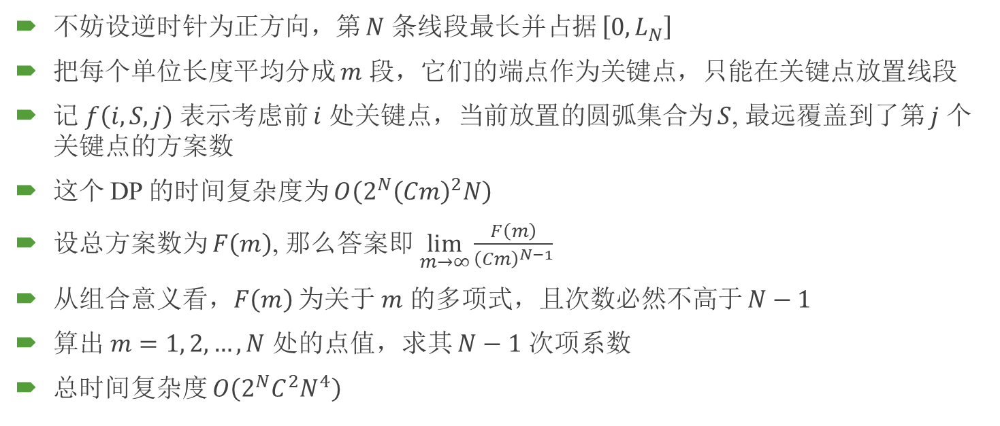 不妨设逆时针为正方向，第 N 条线段最长并占据 [0, L_N]
把每个单位长度平均分成 m 段，它们的端点作为关键点，只能在关键点放置线段
记 f(i, S, j) 表示考虑前 i 处关键点，当前放置的圆弧集合为 S, 最远覆盖到了第 j 个
关键点的方案数
这个 DP 的时间复杂度为 O(2^N(Cm)^2N)
设总方案数为 F(m), 那么答案即 lim_{m→∞} F(m)/(Cm)^{N−1}
从组合意义看，F(m) 为关于 m 的多项式，且次数必然不高于 N − 1
算出 m = 1, 2, …, N 处的点值，求其 N − 1 次项系数
总时间复杂度 O(2^N C^2 N^4)